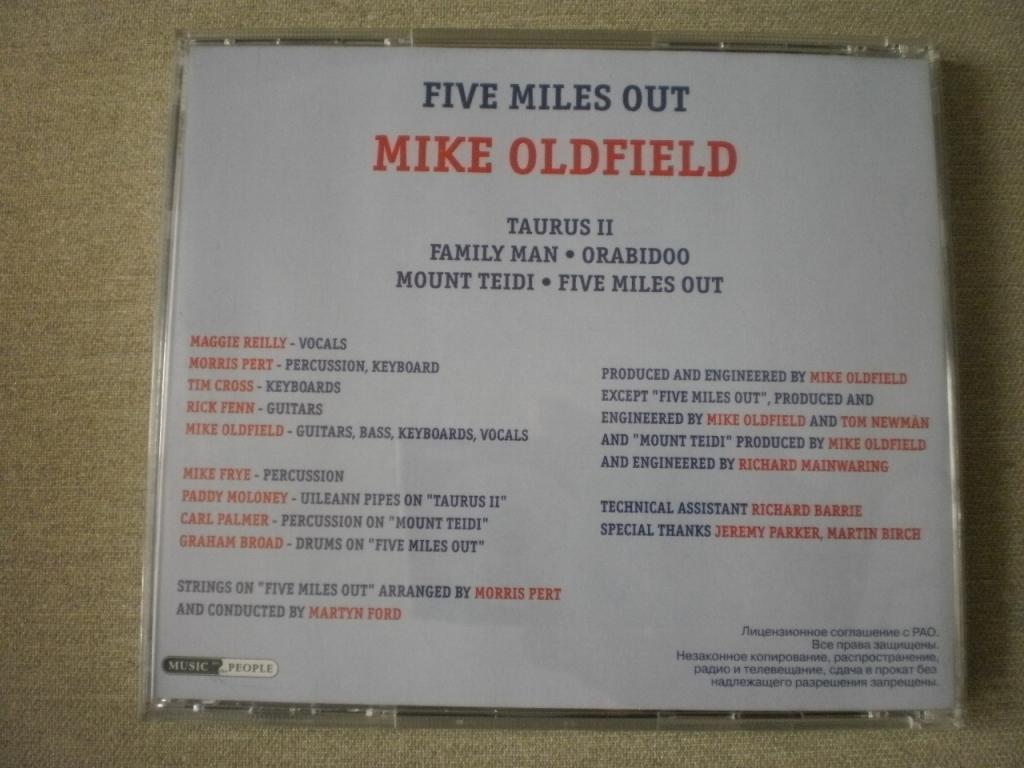 FIVE MILES OUT
MIKE OLDFIELD
TAURUS II
FAMILY MAN • ORABIDOO
MOUNT TEIDI • FIVE MILES OUT
MAGGIE REILLY - VOCALS
MORRIS PERT - PERCUSSION, KEYBOARD
TIM CROSS - KEYBOARDS
RICK FENN - GUITARS
MIKE OLDFIELD - GUITARS, BASS, KEYBOARDS, VOCALS
MIKE FRYE - PERCUSSION
PADDY MOLONEY - UILEANN PIPES ON "TAURUS II"
CARL PALMER - PERCUSSION ON "MOUNT TEIDI"
GRAHAM BROAD - DRUMS ON "FIVE MILES OUT"
STRINGS ON "FIVE MILES OUT" ARRANGED BY MORRIS PERT
AND CONDUCTED BY MARTYN FORD
PRODUCED AND ENGINEERED BY MIKE OLDFIELD
EXCEPT "FIVE MILES OUT", PRODUCED AND
ENGINEERED BY MIKE OLDFIELD AND TOM NEWMAN
AND "MOUNT TEIDI" PRODUCED BY MIKE OLDFIELD
AND ENGINEERED BY RICHARD MAINWARING
TECHNICAL ASSISTANT RICHARD BARRIE
SPECIAL THANKS JEREMY PARKER, MARTIN BIRCH
MUSIC PEOPLE
Лицензионное соглашение с РАО.
Все права защищены.
Незаконное копирование, распространение,
радио и телевещание, сдача в прокат без
надлежащего разрешения запрещены.